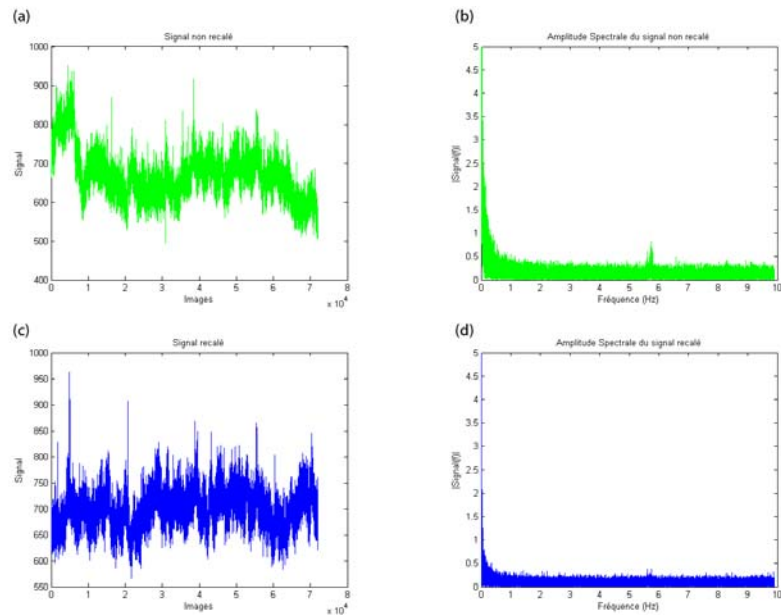 (a)
Signal non recalé
1000
900
800
700
600
500
400
Signal
0 1 2 3 4 5 6 7 8
Images
x 10⁴
(b)
Amplitude Spectrale du signal non recalé
5
4.5
4
3.5
3
2.5
2
1.5
1
0.5
0
|Signal(f)|
0 1 2 3 4 5 6 7 8 9 10
Fréquence (Hz)
(c)
Signal recalé
1000
950
900
850
800
750
700
650
600
550
Signal
0 1 2 3 4 5 6 7 8
Images
x 10⁴
(d)
Amplitude Spectrale du signal recalé
5
4.5
4
3.5
3
2.5
2
1.5
1
0.5
0
|Signal(f)|
0 1 2 3 4 5 6 7 8 9 10
Fréquence (Hz)